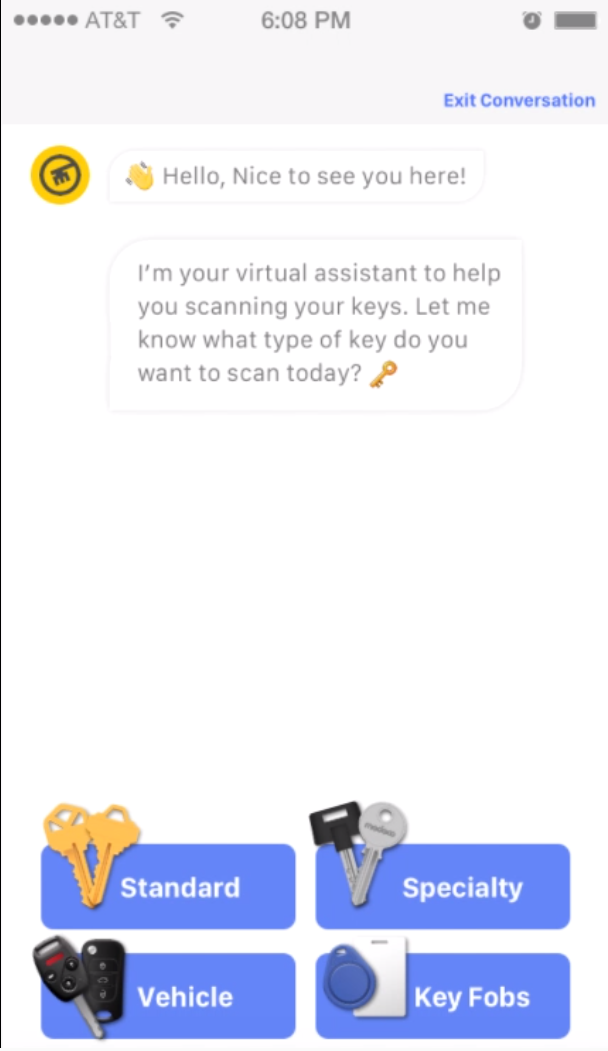 AT&T 6:08 PM
Exit Conversation
👋 Hello, Nice to see you here!
I’m your virtual assistant to help
you scanning your keys. Let me
know what type of key do you
want to scan today? 🔑
Standard
Specialty
Vehicle
Key Fobs